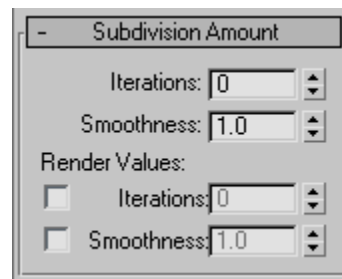 - Subdivision Amount
Iterations: 0
Smoothness: 1.0
Render Values:
Iterations: 0
Smoothness: 1.0